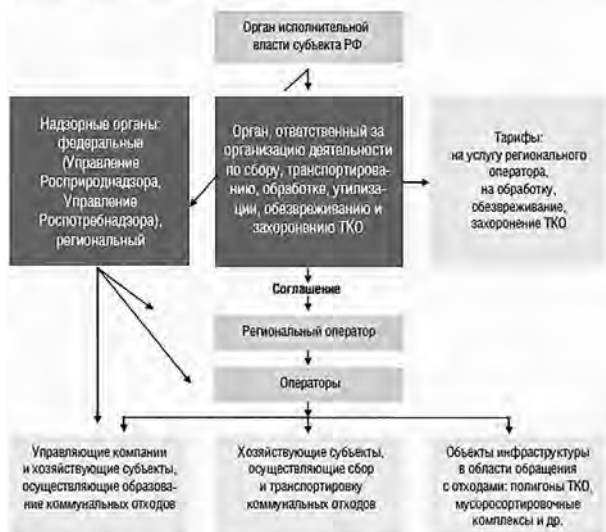 Орган исполнительной
власти субъекта РФ
Надзорные органы:
федеральные
(Управление
Росприроднадзора,
Управление
Роспотребнадзора),
региональный
Орган, ответственный за
организацию деятельности
по сбору, транспортирова-
нию, обработке, утилиза-
ции, обезвреживанию и
захоронению ТКО
Тарифы:
на услугу регионального
оператора,
на обработку,
обезвреживание,
захоронение ТКО
Соглашение
Региональный оператор
Операторы
Управляющие компании
и хозяйствующие субъекты,
осуществляющие образова-
ние коммунальных отходов
Хозяйствующие субъекты,
осуществляющие сбор
и транспортировку
коммунальных отходов
Объекты инфраструктуры
в области обращения
с отходами: полигоны ТКО,
мусоросортировочные
комплексы и др.